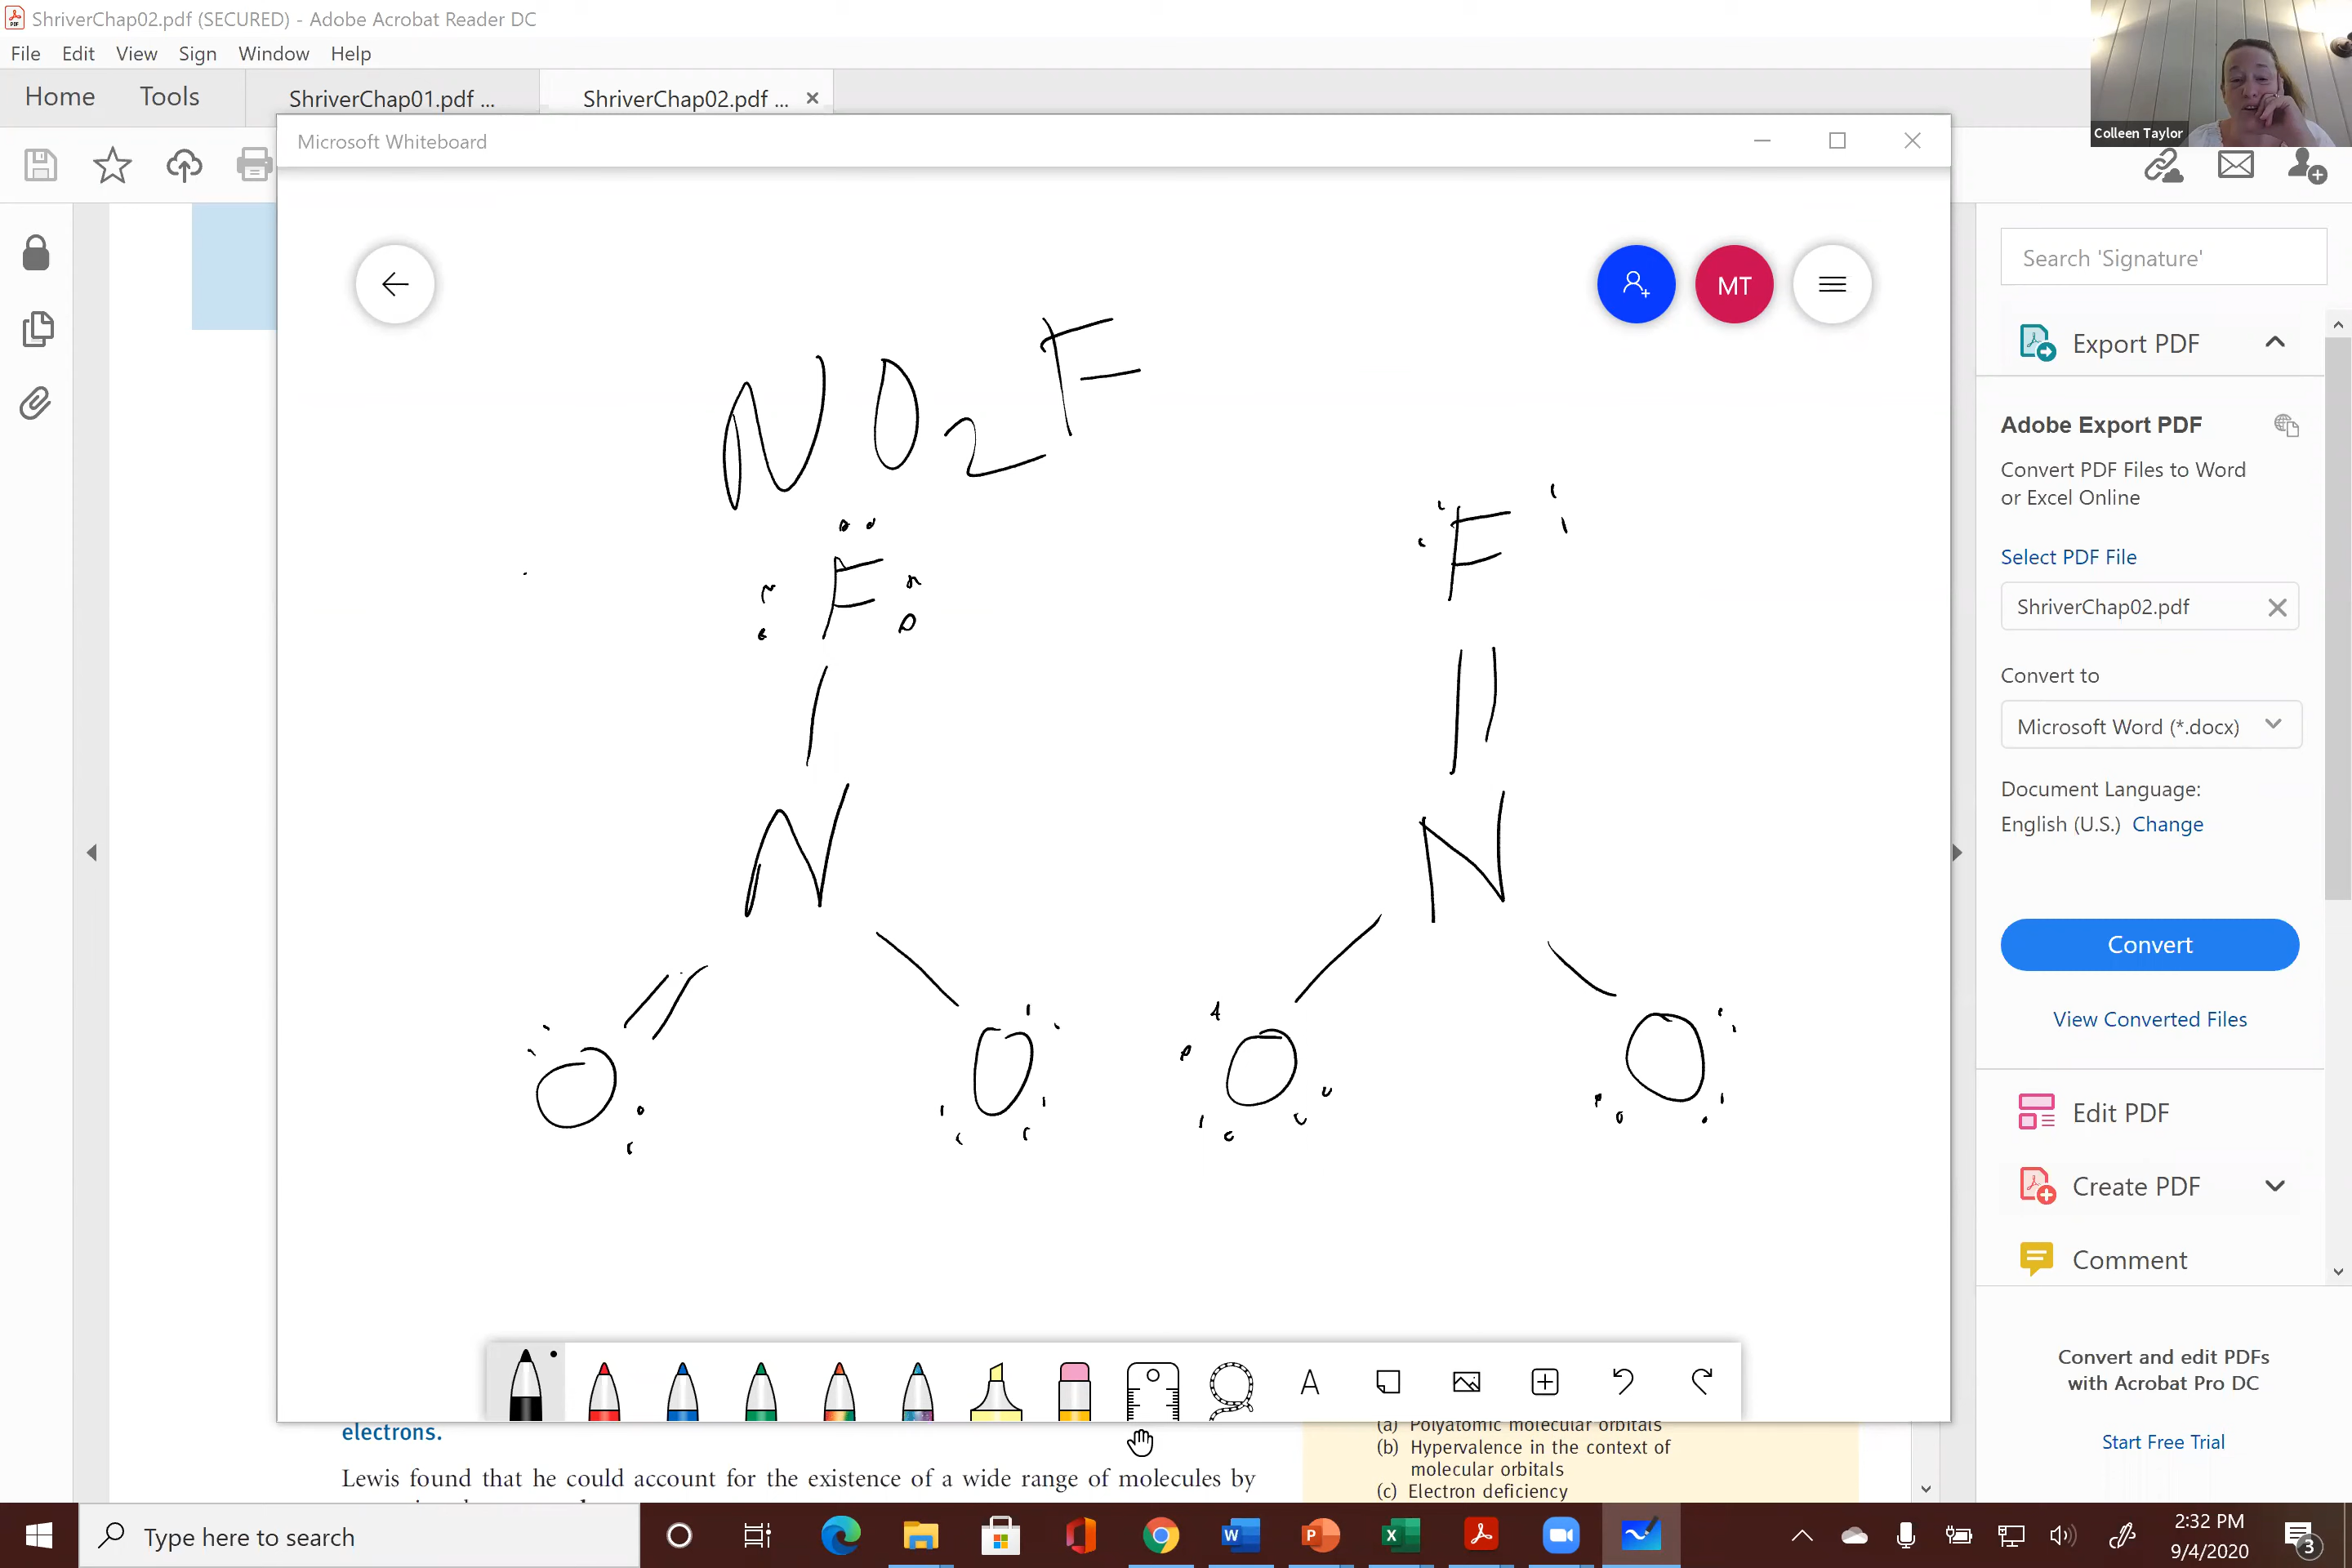 ShriverChap02.pdf (SECURED) - Adobe Acrobat Reader DC
File Edit View Sign Window Help
Home Tools ShriverChap01.pdf ... ShriverChap02.pdf ...
Colleen Taylor
Microsoft Whiteboard
MT
NO2F
F F
N N
O O O O
Search 'Signature'
Export PDF
Adobe Export PDF
Convert PDF Files to Word
or Excel Online
Select PDF File
ShriverChap02.pdf
Convert to
Microsoft Word (*.docx)
Document Language:
English (U.S.) Change
Convert
View Converted Files
Edit PDF
Create PDF
Comment
Convert and edit PDFs
with Acrobat Pro DC
Start Free Trial
A
electrons.
Lewis found that he could account for the existence of a wide range of molecules by
(a) Polyatomic molecular orbitals
(b) Hypervalence in the context of
molecular orbitals
(c) Electron deficiency
Type here to search
2:32 PM
9/4/2020
3